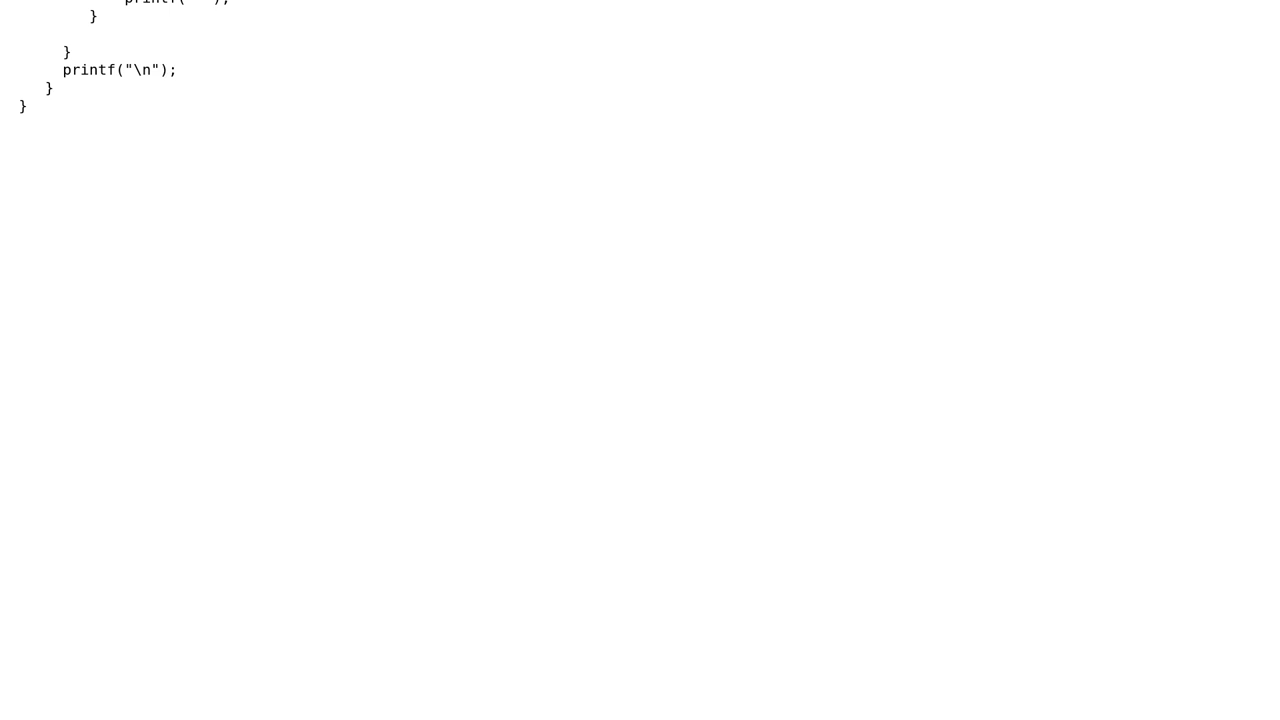 }
}
printf("\n");
}
}